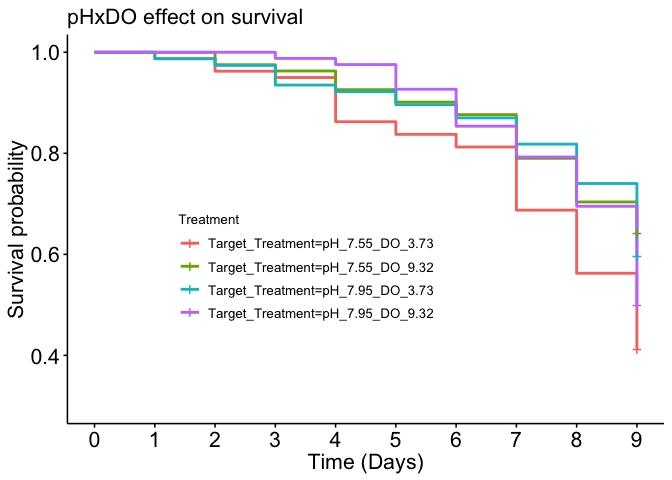 pHxDO effect on survival
Survival probability
1.0
0.8
0.6
0.4
Treatment
Target_Treatment=pH_7.55_DO_3.73
Target_Treatment=pH_7.55_DO_9.32
Target_Treatment=pH_7.95_DO_3.73
Target_Treatment=pH_7.95_DO_9.32
0 1 2 3 4 5 6 7 8 9
Time (Days)